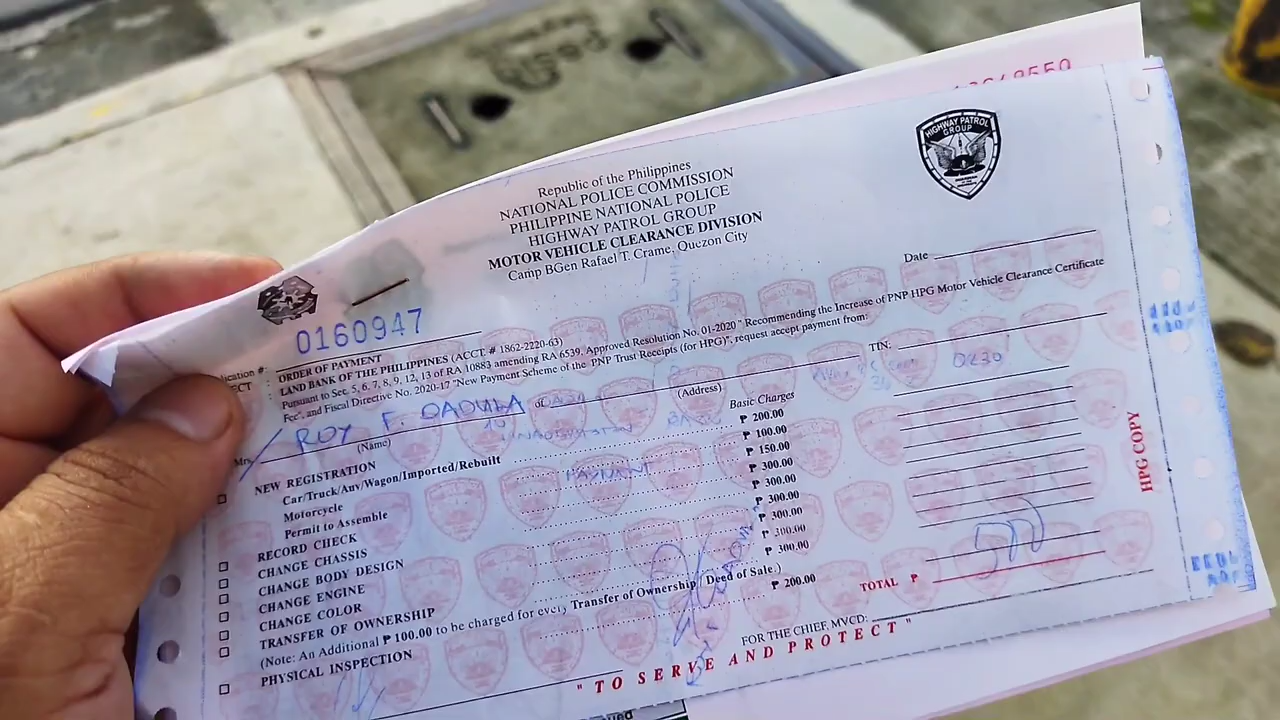 HIGHWAY PATROL
GROUP
Republic of the Philippines
NATIONAL POLICE COMMISSION
PHILIPPINE NATIONAL POLICE
HIGHWAY PATROL GROUP
MOTOR VEHICLE CLEARANCE DIVISION
Camp BGen Rafael T. Crame, Quezon City
Date
0160947
ORDER OF PAYMENT
LAND BANK OF THE PHILIPPINES (ACCT. # 1862-2220-63)
Pursuant to Sec. 5, 6, 7, 8, 9, 12, 13 of RA 10883 amending RA 6539, Approved Resolution No. 01-2020 " Recommending the Increase of PNP HPG Motor Vehicle Clearance Certificate
Fee", and Fiscal Directive No. 2020-17 "New Payment Scheme of the PNP Trust Receipts (for HPG)", request accept payment from:
Mrs ROY F. DADULA of TIN:
(Name) (Address)
Basic Charges
NEW REGISTRATION
Car/Truck/Auv/Wagon/Imported/Rebuilt ₱ 200.00
Motorcycle ₱ 100.00
Permit to Assemble ₱ 150.00
RECORD CHECK ₱ 300.00
CHANGE CHASSIS ₱ 300.00
CHANGE BODY DESIGN ₱ 300.00
CHANGE ENGINE ₱ 300.00
CHANGE COLOR ₱ 300.00
TRANSFER OF OWNERSHIP ₱ 300.00
(Note: An Additional ₱ 100.00 to be charged for every Transfer of Ownership/ Deed of Sale.)
PHYSICAL INSPECTION ₱ 200.00
TOTAL ₱ 500
FOR THE CHIEF, MVCD:
" TO SERVE AND PROTECT "
HPG COPY